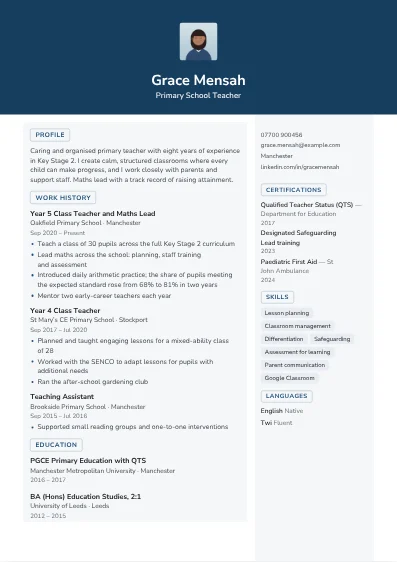 Grace Mensah
Primary School Teacher
PROFILE
Caring and organised primary teacher with eight years of experience
in Key Stage 2. I create calm, structured classrooms where every
child can make progress, and I work closely with parents and
support staff. Maths lead with a track record of raising attainment.
WORK HISTORY
Year 5 Class Teacher and Maths Lead
Oakfield Primary School · Manchester
Sep 2020 – Present
• Teach a class of 30 pupils across the full Key Stage 2 curriculum
• Lead maths across the school: planning, staff training
and assessment
• Introduced daily arithmetic practice; the share of pupils meeting
the expected standard rose from 68% to 81% in two years
• Mentor two early-career teachers each year
Year 4 Class Teacher
St Mary's CE Primary School · Stockport
Sep 2017 – Jul 2020
• Planned and taught engaging lessons for a mixed-ability class
of 28
• Worked with the SENCO to adapt lessons for pupils with
additional needs
• Ran the after-school gardening club
Teaching Assistant
Brookside Primary School · Manchester
Sep 2015 – Jul 2016
• Supported small reading groups and one-to-one interventions
EDUCATION
PGCE Primary Education with QTS
Manchester Metropolitan University · Manchester
2016 – 2017
BA (Hons) Education Studies, 2:1
University of Leeds · Leeds
2012 – 2015
07700 900456
grace.mensah@example.com
Manchester
linkedin.com/in/gracemensah
CERTIFICATIONS
Qualified Teacher Status (QTS) —
Department for Education
2017
Designated Safeguarding
Lead training
2023
Paediatric First Aid — St
John Ambulance
2024
SKILLS
Lesson planning
Classroom management
Differentiation Safeguarding
Assessment for learning
Parent communication
Google Classroom
LANGUAGES
English Native
Twi Fluent